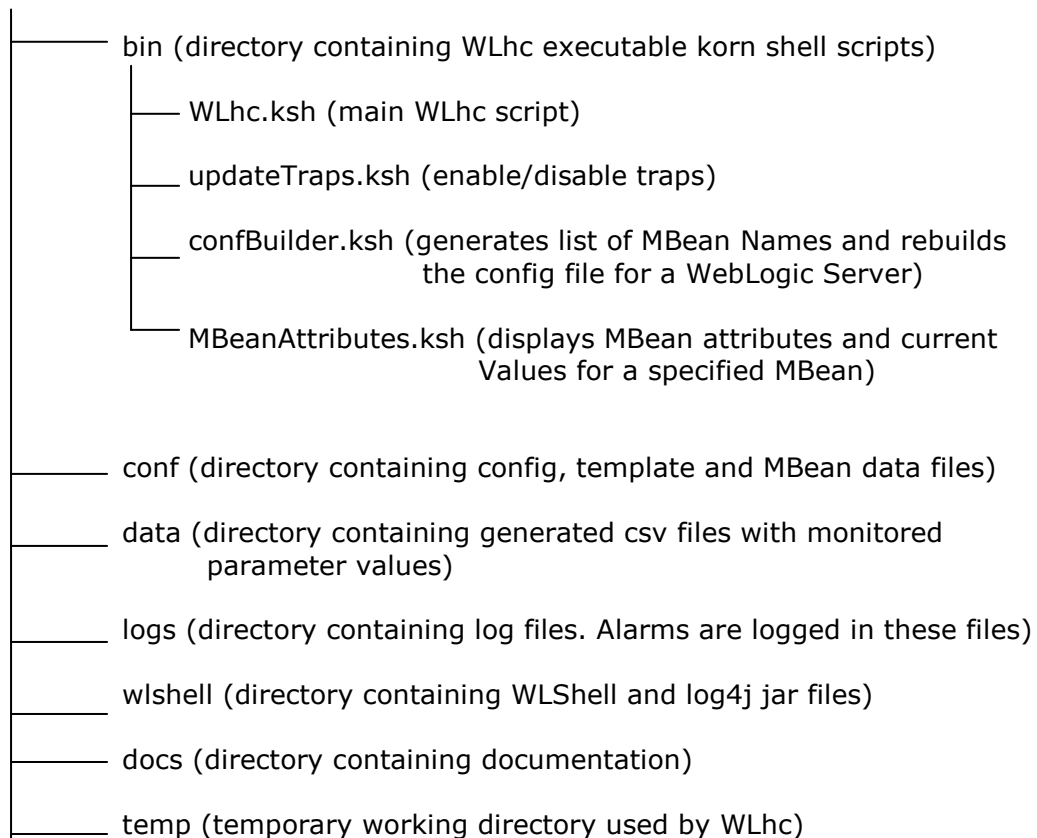 bin (directory containing WLhc executable korn shell scripts)
WLhc.ksh (main WLhc script)
updateTraps.ksh (enable/disable traps)
confBuilder.ksh (generates list of MBean Names and rebuilds
the config file for a WebLogic Server)
MBeanAttributes.ksh (displays MBean attributes and current
Values for a specified MBean)
conf (directory containing config, template and MBean data files)
data (directory containing generated csv files with monitored
parameter values)
logs (directory containing log files. Alarms are logged in these files)
wlshell (directory containing WLShell and log4j jar files)
docs (directory containing documentation)
temp (temporary working directory used by WLhc)